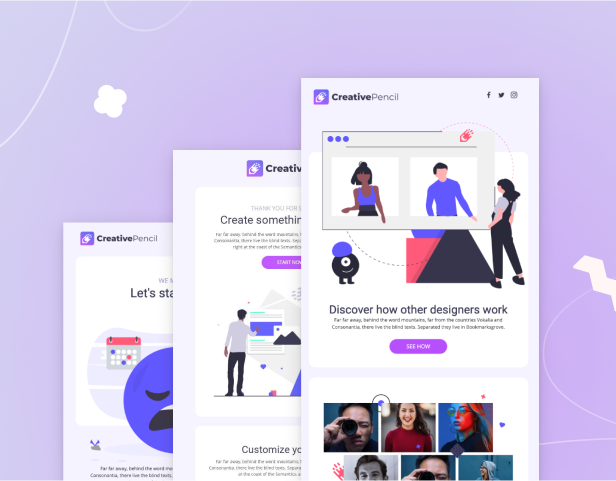 CreativePencil
WE M
Let's sta
Far far away, behind the word mo
Consonantia, there live the blind texts.
Creativ
THANK YOU FOR S
Create somethin
Far far away, behind the word mountains, f
Consonantia, there live the blind texts. Separa
right at the coast of the Semantics,
START NOW
Customize yo
Far far away, behind the word mountains, f
Consonantia, there live the blind texts. Separa
at the coast of the Semantics, a
CreativePencil
Discover how other designers work
Far far away, behind the word mountains, far from the countries Vokalia and
Consonantia, there live the blind texts. Separated they live in Bookmarksgrove.
SEE HOW